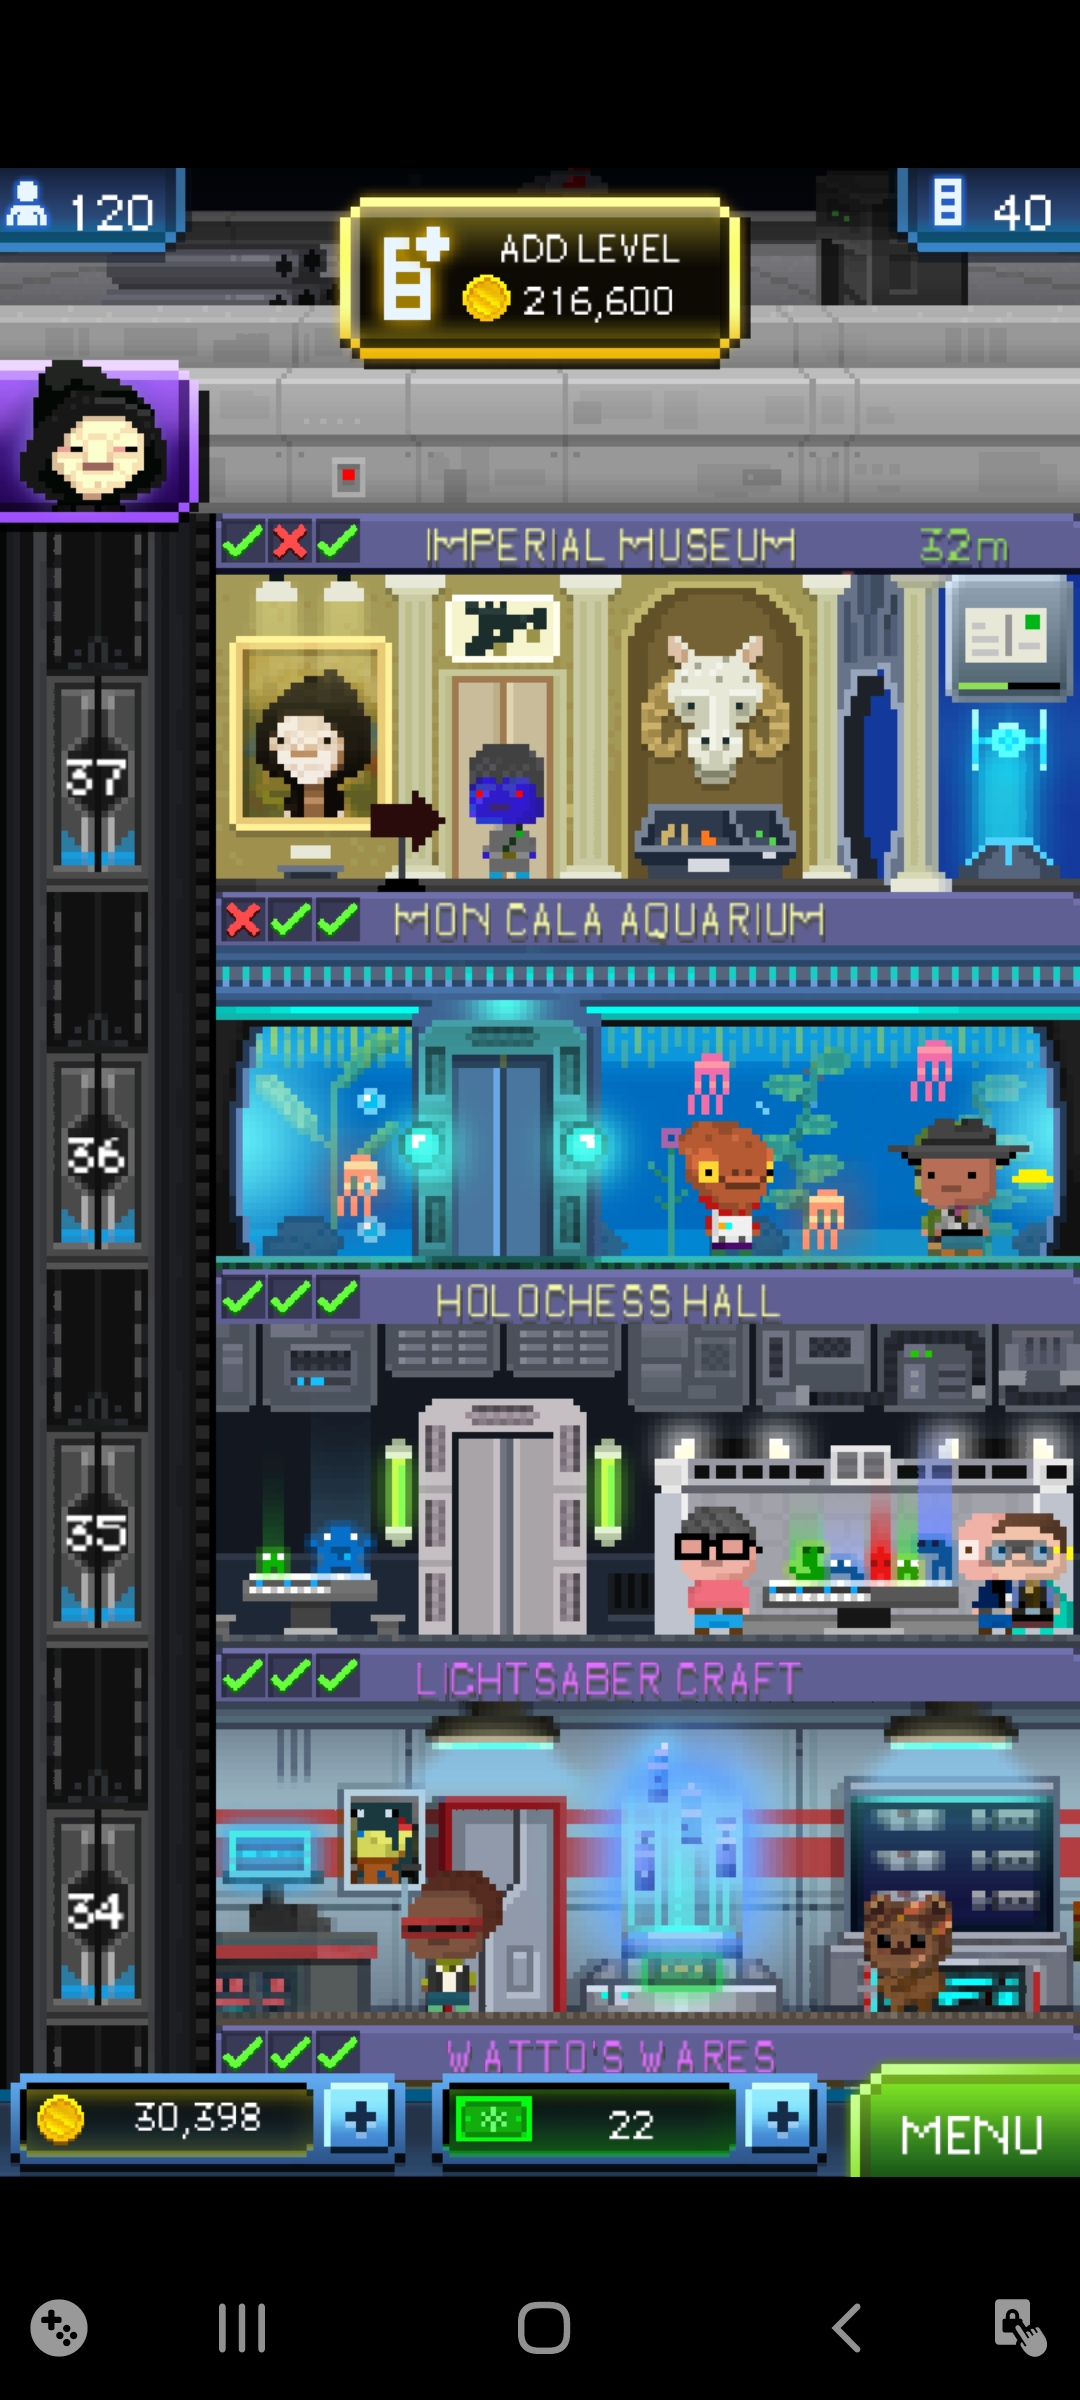 120
ADD LEVEL
216,600
40
IMPERIAL MUSEUM 32m
37
MON CALA AQUARIUM
36
HOLOCHESS HALL
35
LIGHTSABER CRAFT
34
WATTO'S WARES
30,398
22
MENU